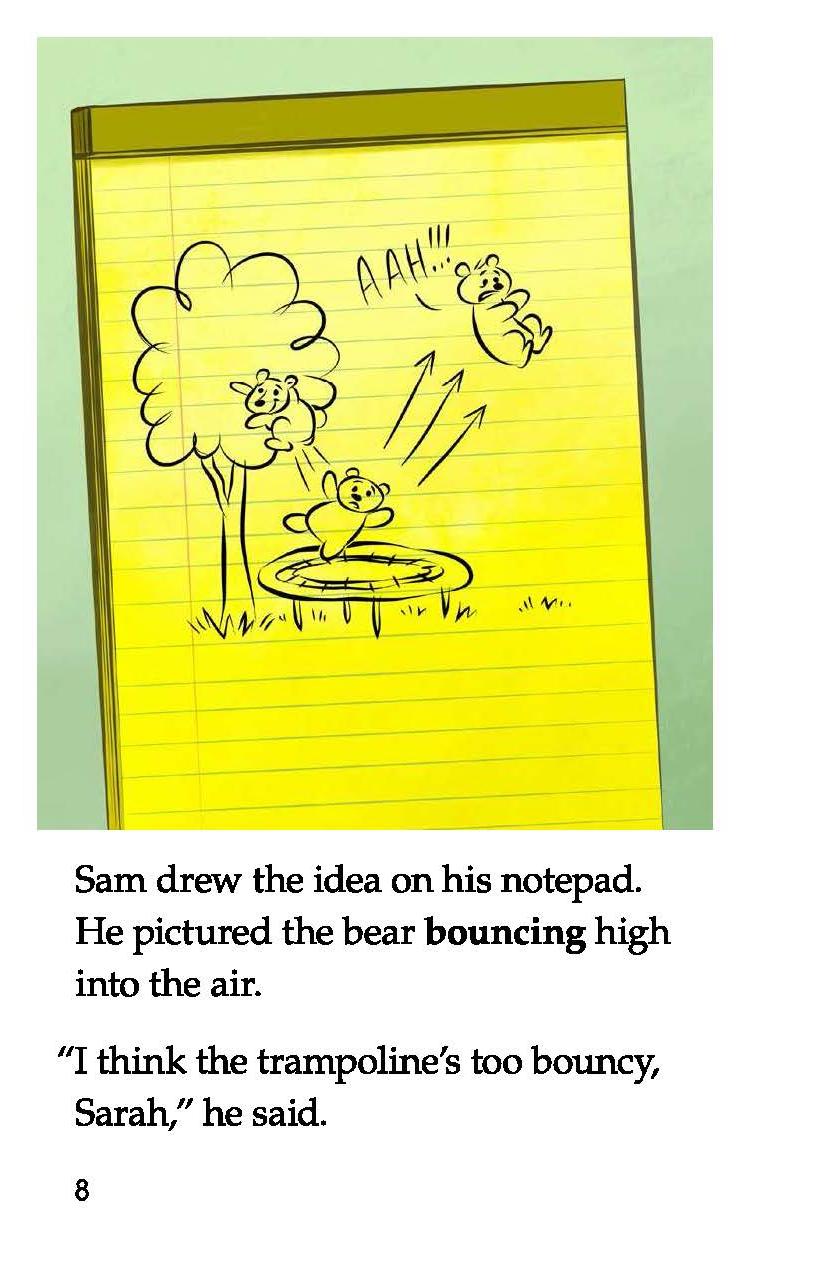 AAH!!!
Sam drew the idea on his notepad.
He pictured the bear bouncing high
into the air.
“I think the trampoline’s too bouncy,
Sarah,” he said.
8